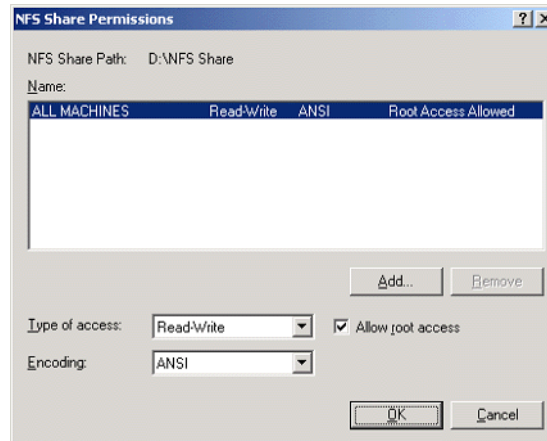 NFS Share Permissions
NFS Share Path: D:\NFS Share
Name:
ALL MACHINES Read-Write ANSI Root Access Allowed
Add... Remove
Type of access: Read-Write Allow root access
Encoding: ANSI
OK Cancel